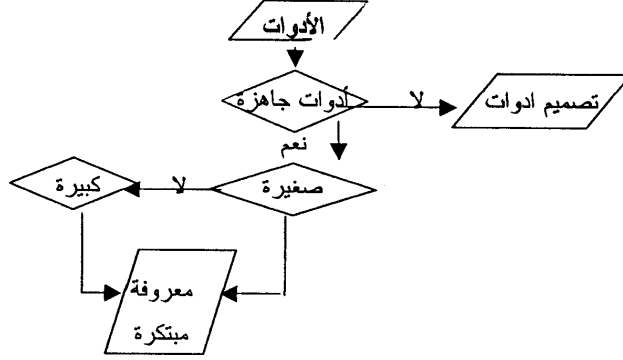 الأدوات
أدوات جاهزة
لا
تصميم ادوات
نعم
صغيرة
لا
كبيرة
معروفة
مبتكرة